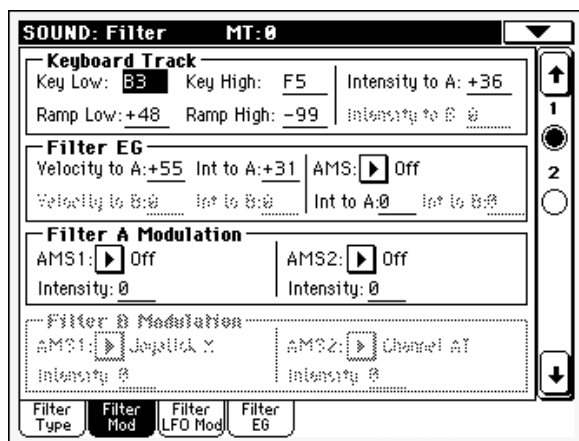 SOUND: Filter MT:0
Keyboard Track
Key Low: B3 Key High: F5 Intensity to A: +36
Ramp Low: +48 Ramp High: -99 Intensity to B: 0
1
2
Filter EG
Velocity to A:+55 Int to A:+31 AMS: Off
Velocity to B:0 Int to B:0 Int to A:0 Int to B:0
Filter A Modulation
AMS1: Off AMS2: Off
Intensity: 0 Intensity: 0
Filter B Modulation
AMS1: Joystick X AMS2: Channel AT
Intensity 0 Intensity 0
Filter Type Filter Mod Filter LFO Mod Filter EG